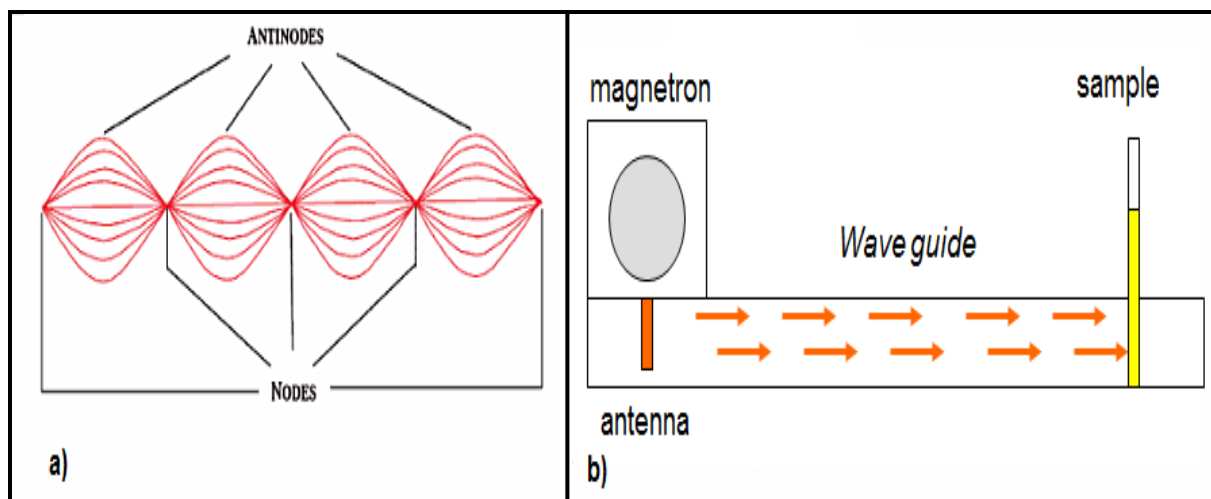 ANTINODES
NODES
a)
magnetron
sample
Wave guide
antenna
b)